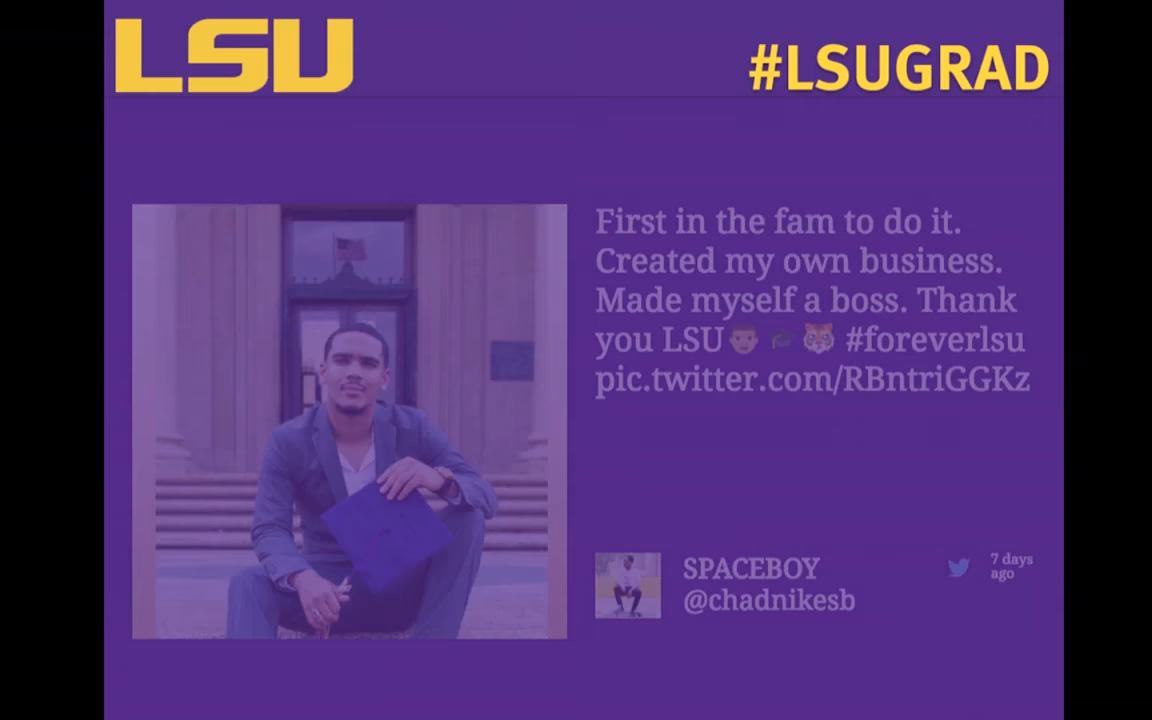 LSU
#LSUGRAD
First in the fam to do it.
Created my own business.
Made myself a boss. Thank
you LSU👨🏽 🎓🐯 #foreverlsu
pic.twitter.com/RBntriGGKz
SPACEBOY
@chadnikesb
7 days
ago